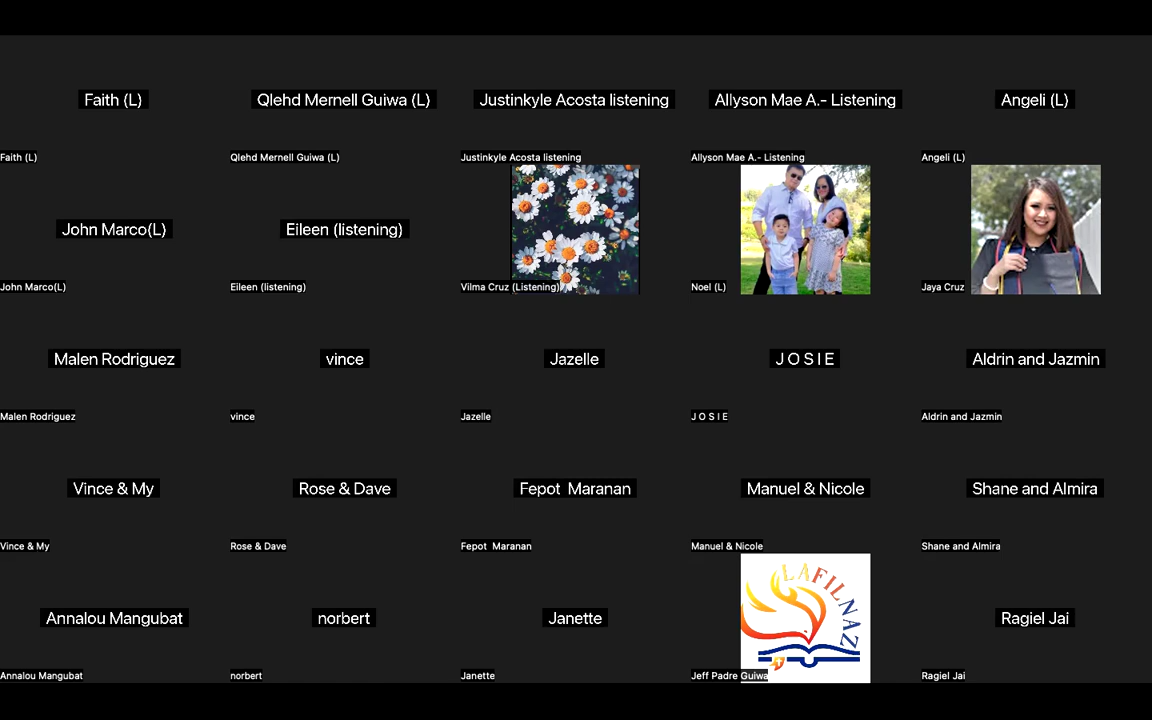 Faith (L)
Qlehd Mernell Guiwa (L)
Justinkyle Acosta listening
Allyson Mae A.- Listening
Angeli (L)
Faith (L)
Qlehd Mernell Guiwa (L)
Justinkyle Acosta listening
Allyson Mae A.- Listening
Angeli (L)
John Marco(L)
Eileen (listening)
John Marco(L)
Eileen (listening)
Vilma Cruz (Listening)
Noel (L)
Jaya Cruz
Malen Rodriguez
vince
Jazelle
J O S I E
Aldrin and Jazmin
Malen Rodriguez
vince
Jazelle
J O S I E
Aldrin and Jazmin
Vince & My
Rose & Dave
Fepot Maranan
Manuel & Nicole
Shane and Almira
Vince & My
Rose & Dave
Fepot Maranan
Manuel & Nicole
Shane and Almira
LAFILNAZ
Annalou Mangubat
norbert
Janette
Ragiel Jai
Annalou Mangubat
norbert
Janette
Jeff Padre Guiwa
Ragiel Jai